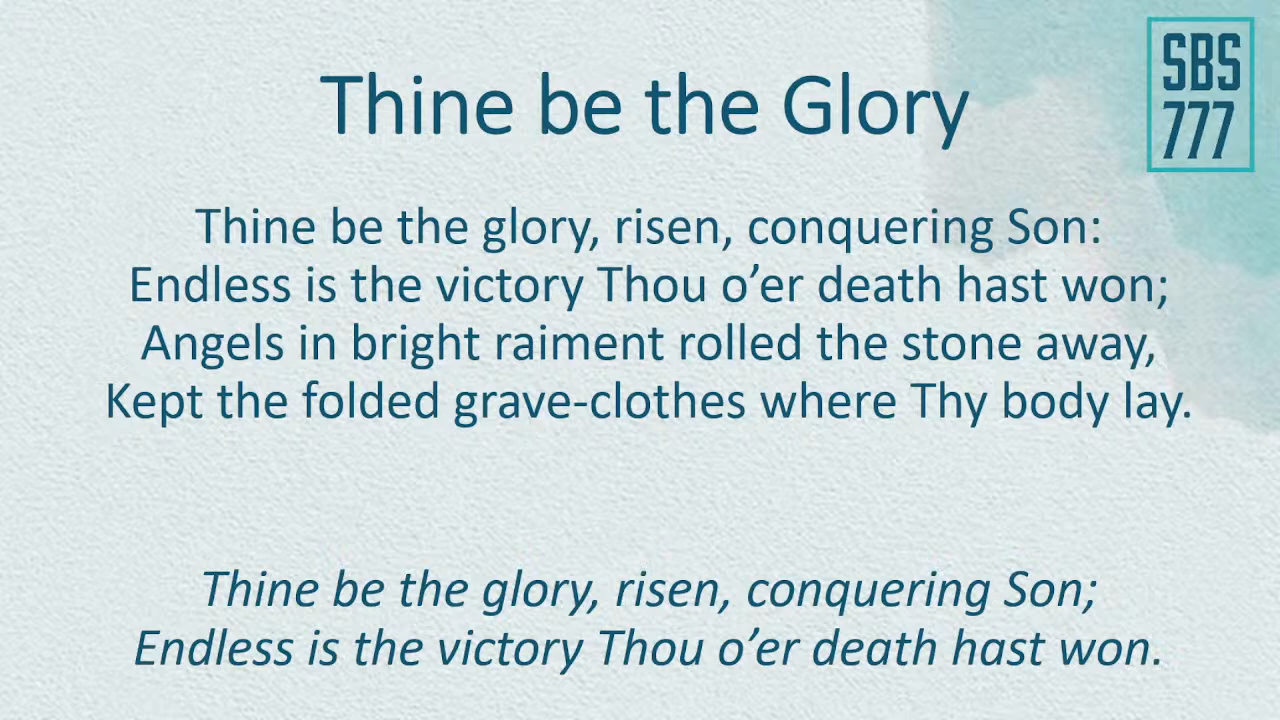 Thine be the Glory
SBS
777
Thine be the glory, risen, conquering Son:
Endless is the victory Thou o’er death hast won;
Angels in bright raiment rolled the stone away,
Kept the folded grave-clothes where Thy body lay.
Thine be the glory, risen, conquering Son;
Endless is the victory Thou o’er death hast won.